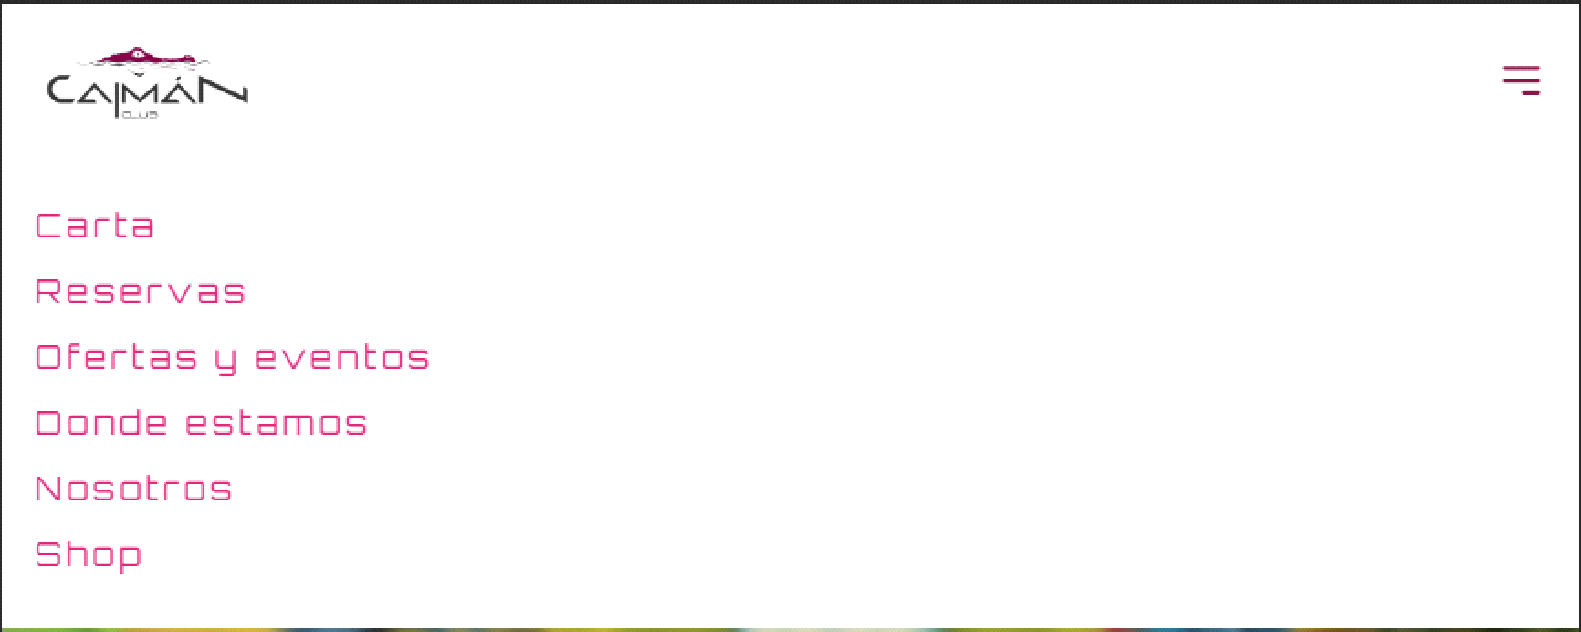 CAIMÁN
CLUB
Carta
Reservas
Ofertas y eventos
Donde estamos
Nosotros
Shop